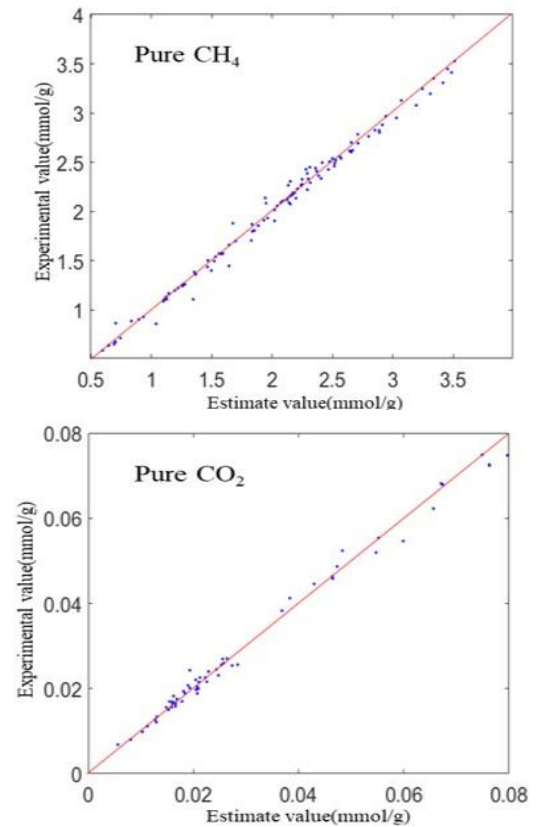 4
Pure CH₄
3.5
3
2.5
2
1.5
1
Experimental value(mmol/g)
0.5 1 1.5 2 2.5 3 3.5
Estimate value(mmol/g)
0.08
Pure CO₂
0.06
0.04
0.02
0
Experimental value(mmol/g)
0 0.02 0.04 0.06 0.08
Estimate value(mmol/g)